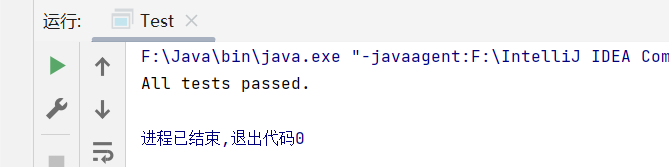 运行: Test
F:\Java\bin\java.exe "-javaagent:F:\IntelliJ IDEA Com
All tests passed.
进程已结束,退出代码0